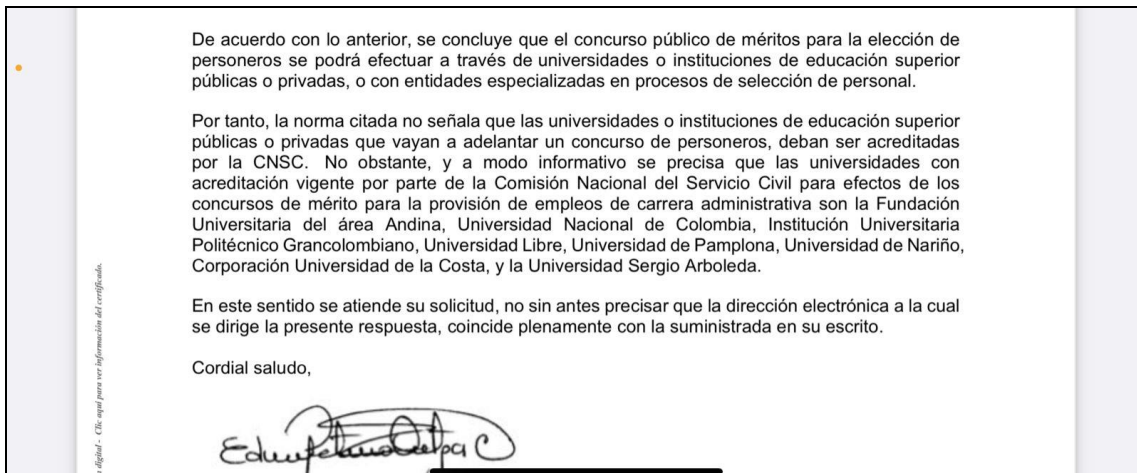 De acuerdo con lo anterior, se concluye que el concurso público de méritos para la elección de
personeros se podrá efectuar a través de universidades o instituciones de educación superior
públicas o privadas, o con entidades especializadas en procesos de selección de personal.
Por tanto, la norma citada no señala que las universidades o instituciones de educación superior
públicas o privadas que vayan a adelantar un concurso de personeros, deban ser acreditadas
por la CNSC. No obstante, y a modo informativo se precisa que las universidades con
acreditación vigente por parte de la Comisión Nacional del Servicio Civil para efectos de los
concursos de mérito para la provisión de empleos de carrera administrativa son la Fundación
Universitaria del área Andina, Universidad Nacional de Colombia, Institución Universitaria
Politécnico Grancolombiano, Universidad Libre, Universidad de Pamplona, Universidad de Nariño,
Corporación Universidad de la Costa, y la Universidad Sergio Arboleda.
En este sentido se atiende su solicitud, no sin antes precisar que la dirección electrónica a la cual
se dirige la presente respuesta, coincide plenamente con la suministrada en su escrito.
Cordial saludo,
digital - Clic aquí para ver información del certificado.